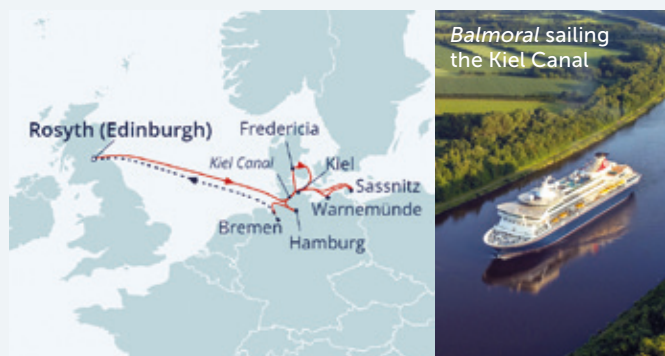 Balmoral sailing
the Kiel Canal
Rosyth (Edinburgh)
Fredericia
Kiel Canal
Kiel
Sassnitz
Warnemünde
Bremen
Hamburg